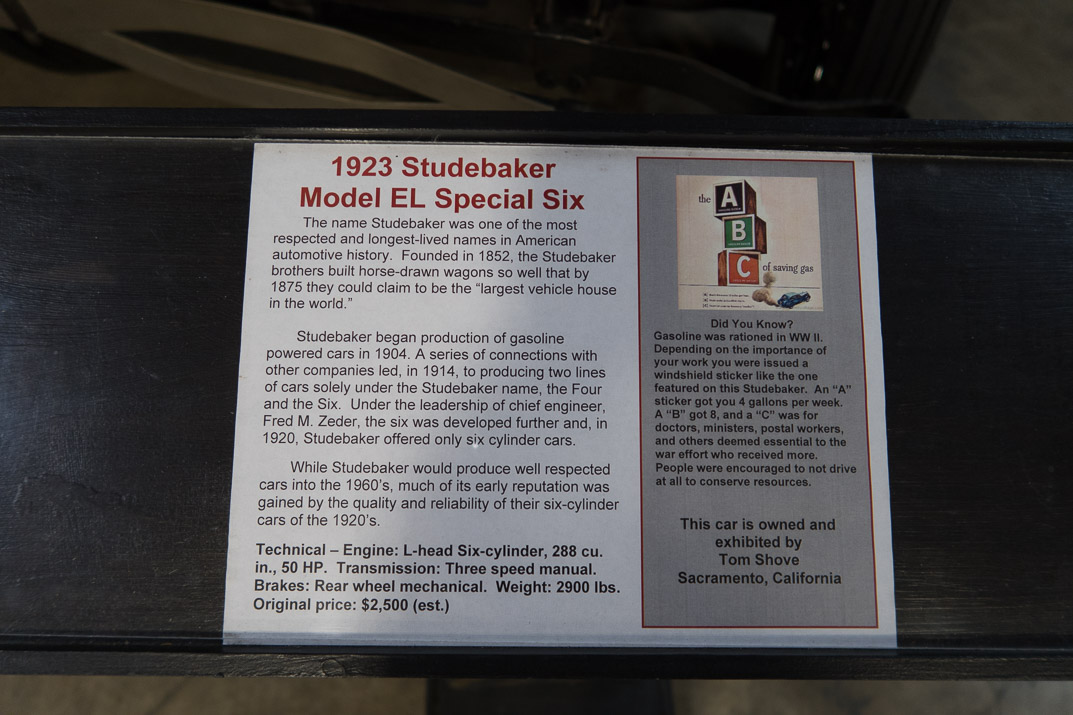 1923 Studebaker
Model EL Special Six
The name Studebaker was one of the most
respected and longest-lived names in American
automotive history.  Founded in 1852, the Studebaker
brothers built horse-drawn wagons so well that by
1875 they could claim to be the “largest vehicle house
in the world.”
Studebaker began production of gasoline
powered cars in 1904. A series of connections with
other companies led, in 1914, to producing two lines
of cars solely under the Studebaker name, the Four
and the Six.  Under the leadership of chief engineer,
Fred M. Zeder, the six was developed further and, in
1920, Studebaker offered only six cylinder cars.
While Studebaker would produce well respected
cars into the 1960’s, much of its early reputation was
gained by the quality and reliability of their six-cylinder
cars of the 1920’s.
Technical – Engine: L-head Six-cylinder, 288 cu.
in., 50 HP.  Transmission: Three speed manual.
Brakes: Rear wheel mechanical.  Weight: 2900 lbs.
Original price: $2,500 (est.)
the A
B
C of saving gas
Did You Know?
Gasoline was rationed in WW II.
Depending on the importance of
your work you were issued a
windshield sticker like the one
featured on this Studebaker.  An “A”
sticker got you 4 gallons per week.
A “B” got 8, and a “C” was for
doctors, ministers, postal workers,
and others deemed essential to the
war effort who received more.
People were encouraged to not drive
at all to conserve resources.
This car is owned and
exhibited by
Tom Shove
Sacramento, California